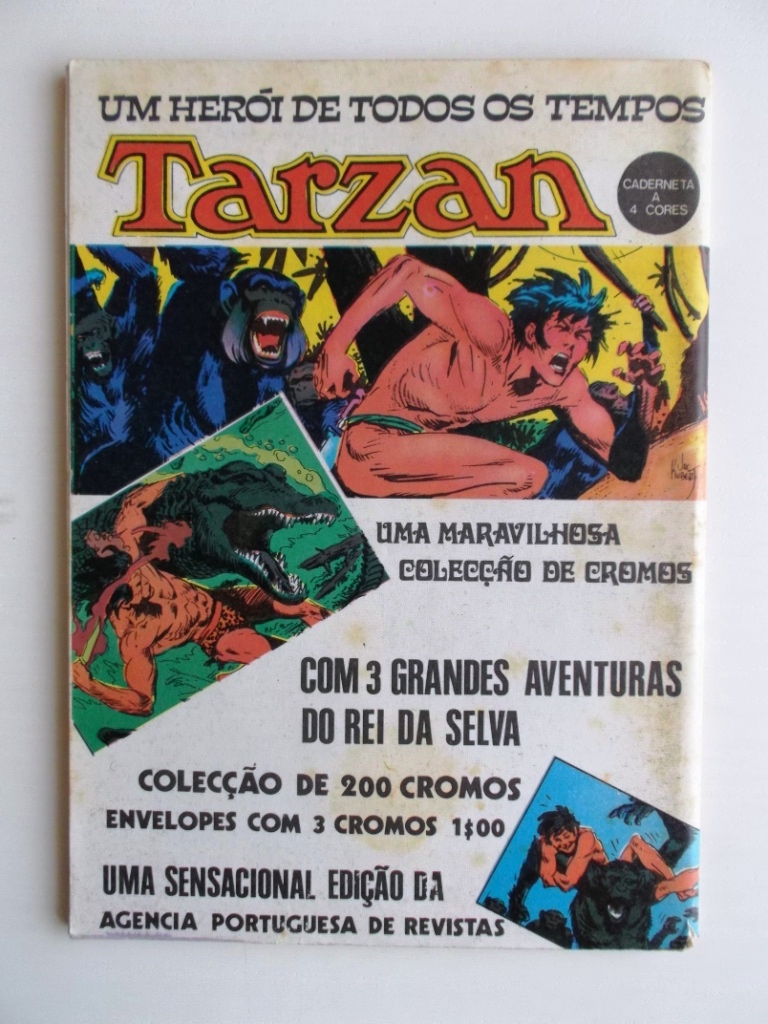 UM HERÓI DE TODOS OS TEMPOS
Tarzan
CADERNETA
A
4 CORES
UMA MARAVILHOSA
COLECÇÃO DE CROMOS
COM 3 GRANDES AVENTURAS
DO REI DA SELVA
COLECÇÃO DE 200 CROMOS
ENVELOPES COM 3 CROMOS 1$00
UMA SENSACIONAL EDIÇÃO DA
AGENCIA PORTUGUESA DE REVISTAS